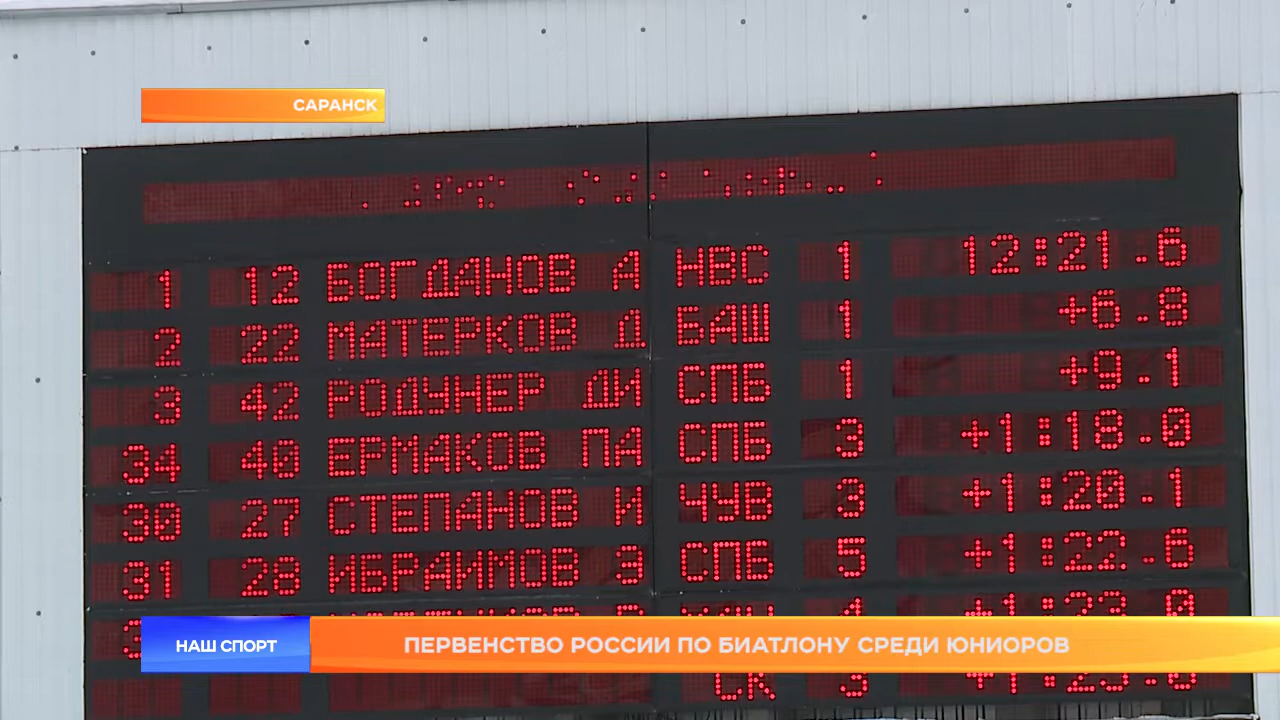 САРАНСК
1 12 БОГДАНОВ А НВС 1 12:21.6
2 22 МАТЕРКОВ Д БАШ 1 +6.8
3 42 РОДУНЕР ДИ СПБ 1 +9.1
34 40 ЕРМАКОВ ПА СПБ 3 +1:18.0
30 27 СТЕПАНОВ И ЧУВ 3 +1:20.1
31 28 ИБРАИМОВ Э СПБ 5 +1:22.6
НАШ СПОРТ ПЕРВЕНСТВО РОССИИ ПО БИАТЛОНУ СРЕДИ ЮНИОРОВ
СК 3